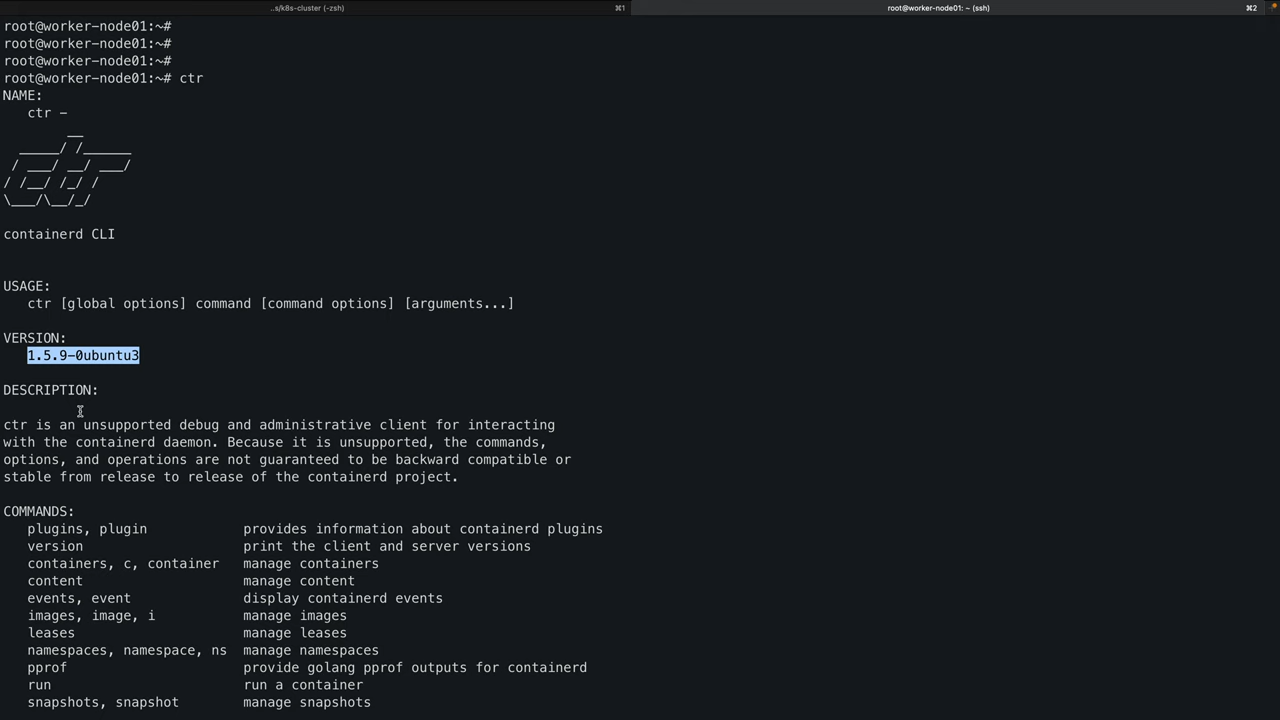 ..s/k8s-cluster (-zsh) ⌘1 root@worker-node01: ~ (ssh) ⌘2
root@worker-node01:~#
root@worker-node01:~#
root@worker-node01:~#
root@worker-node01:~# ctr
NAME:
   ctr -
        __
  _____/ /______
 / ___/ __/ ___/
/ /__/ /_/ /
\___/\__/_/
containerd CLI
USAGE:
   ctr [global options] command [command options] [arguments...]
VERSION:
   1.5.9-0ubuntu3
DESCRIPTION:
ctr is an unsupported debug and administrative client for interacting
with the containerd daemon. Because it is unsupported, the commands,
options, and operations are not guaranteed to be backward compatible or
stable from release to release of the containerd project.
COMMANDS:
   plugins, plugin            provides information about containerd plugins
   version                    print the client and server versions
   containers, c, container   manage containers
   content                    manage content
   events, event              display containerd events
   images, image, i           manage images
   leases                     manage leases
   namespaces, namespace, ns  manage namespaces
   pprof                      provide golang pprof outputs for containerd
   run                        run a container
   snapshots, snapshot        manage snapshots